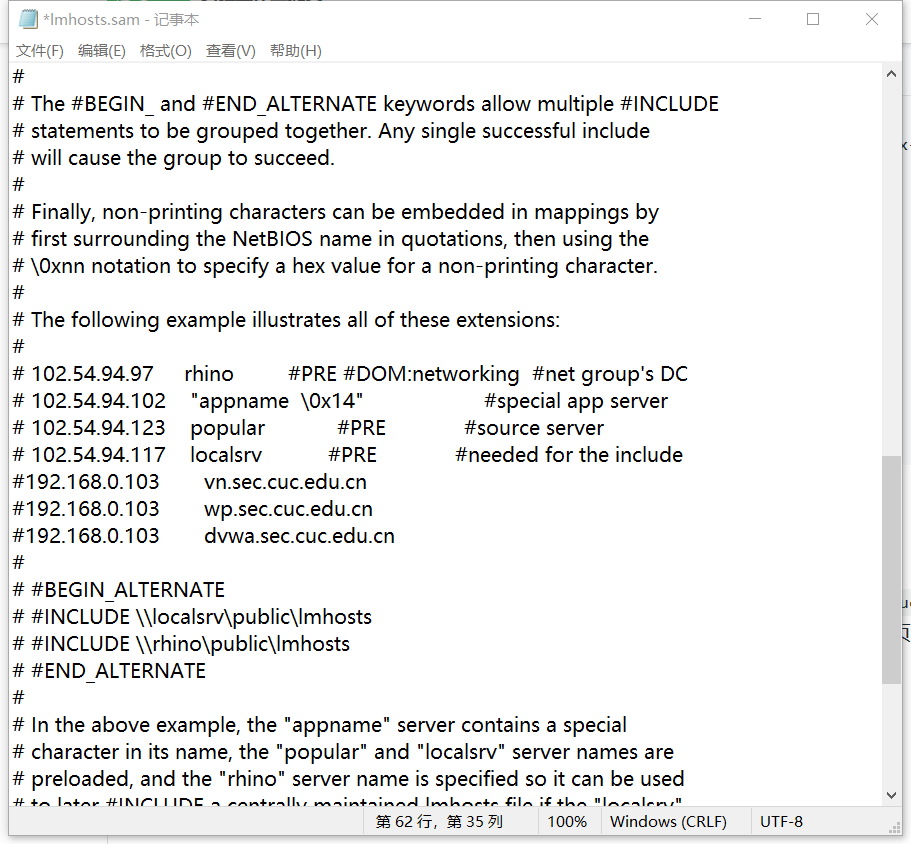 *lmhosts.sam - 记事本
文件(F) 编辑(E) 格式(O) 查看(V) 帮助(H)
#
# The #BEGIN_ and #END_ALTERNATE keywords allow multiple #INCLUDE
# statements to be grouped together. Any single successful include
# will cause the group to succeed.
#
# Finally, non-printing characters can be embedded in mappings by
# first surrounding the NetBIOS name in quotations, then using the
# \0xnn notation to specify a hex value for a non-printing character.
#
# The following example illustrates all of these extensions:
#
# 102.54.94.97     rhino         #PRE #DOM:networking  #net group's DC
# 102.54.94.102    "appname  \0x14"                    #special app server
# 102.54.94.123    popular            #PRE             #source server
# 102.54.94.117    localsrv           #PRE             #needed for the include
#192.168.0.103       vn.sec.cuc.edu.cn
#192.168.0.103       wp.sec.cuc.edu.cn
#192.168.0.103       dvwa.sec.cuc.edu.cn
#
# #BEGIN_ALTERNATE
# #INCLUDE \\localsrv\public\lmhosts
# #INCLUDE \\rhino\public\lmhosts
# #END_ALTERNATE
#
# In the above example, the "appname" server contains a special
# character in its name, the "popular" and "localsrv" server names are
# preloaded, and the "rhino" server name is specified so it can be used
# to later #INCLUDE a centrally maintained lmhosts file if the "localsrv"
第 62 行，第 35 列 100% Windows (CRLF) UTF-8